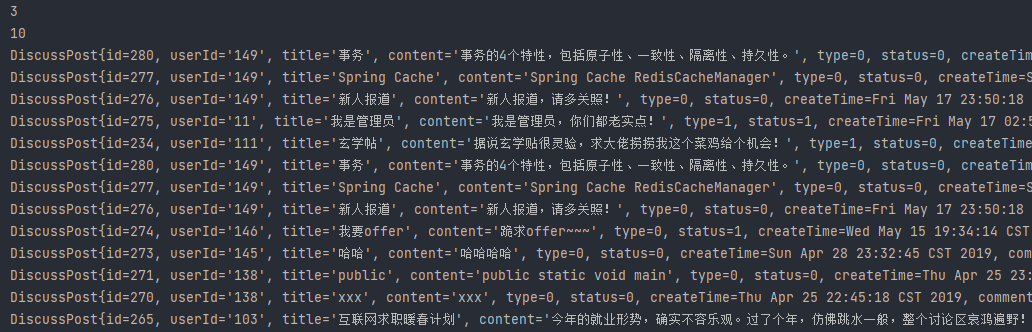 3
10
DiscussPost{id=280, userId='149', title='事务', content='事务的4个特性，包括原子性、一致性、隔离性、持久性。', type=0, status=0, createTim
DiscussPost{id=277, userId='149', title='Spring Cache', content='Spring Cache RedisCacheManager', type=0, status=0, createTime=S
DiscussPost{id=276, userId='149', title='新人报道', content='新人报道，请多关照！', type=0, status=0, createTime=Fri May 17 23:50:18
DiscussPost{id=275, userId='11', title='我是管理员', content='我是管理员，你们都老实点！', type=1, status=1, createTime=Fri May 17 02:5
DiscussPost{id=234, userId='111', title='玄学帖', content='据说玄学贴很灵验，求大佬捞捞我这个菜鸡给个机会！', type=1, status=0, createTime=
DiscussPost{id=280, userId='149', title='事务', content='事务的4个特性，包括原子性、一致性、隔离性、持久性。', type=0, status=0, createTim
DiscussPost{id=277, userId='149', title='Spring Cache', content='Spring Cache RedisCacheManager', type=0, status=0, createTime=S
DiscussPost{id=276, userId='149', title='新人报道', content='新人报道，请多关照！', type=0, status=0, createTime=Fri May 17 23:50:18
DiscussPost{id=274, userId='146', title='我要offer', content='跪求offer~~~', type=0, status=1, createTime=Wed May 15 19:34:14 CST
DiscussPost{id=273, userId='145', title='哈哈', content='哈哈哈哈', type=0, status=0, createTime=Sun Apr 28 23:32:45 CST 2019, com
DiscussPost{id=271, userId='138', title='public', content='public static void main', type=0, status=0, createTime=Thu Apr 25 23:
DiscussPost{id=270, userId='138', title='xxx', content='xxx', type=0, status=0, createTime=Thu Apr 25 22:45:18 CST 2019, comment
DiscussPost{id=265, userId='103', title='互联网求职暖春计划', content='今年的就业形势，确实不容乐观。过了个年，仿佛跳水一般，整个讨论区哀鸿遍野！